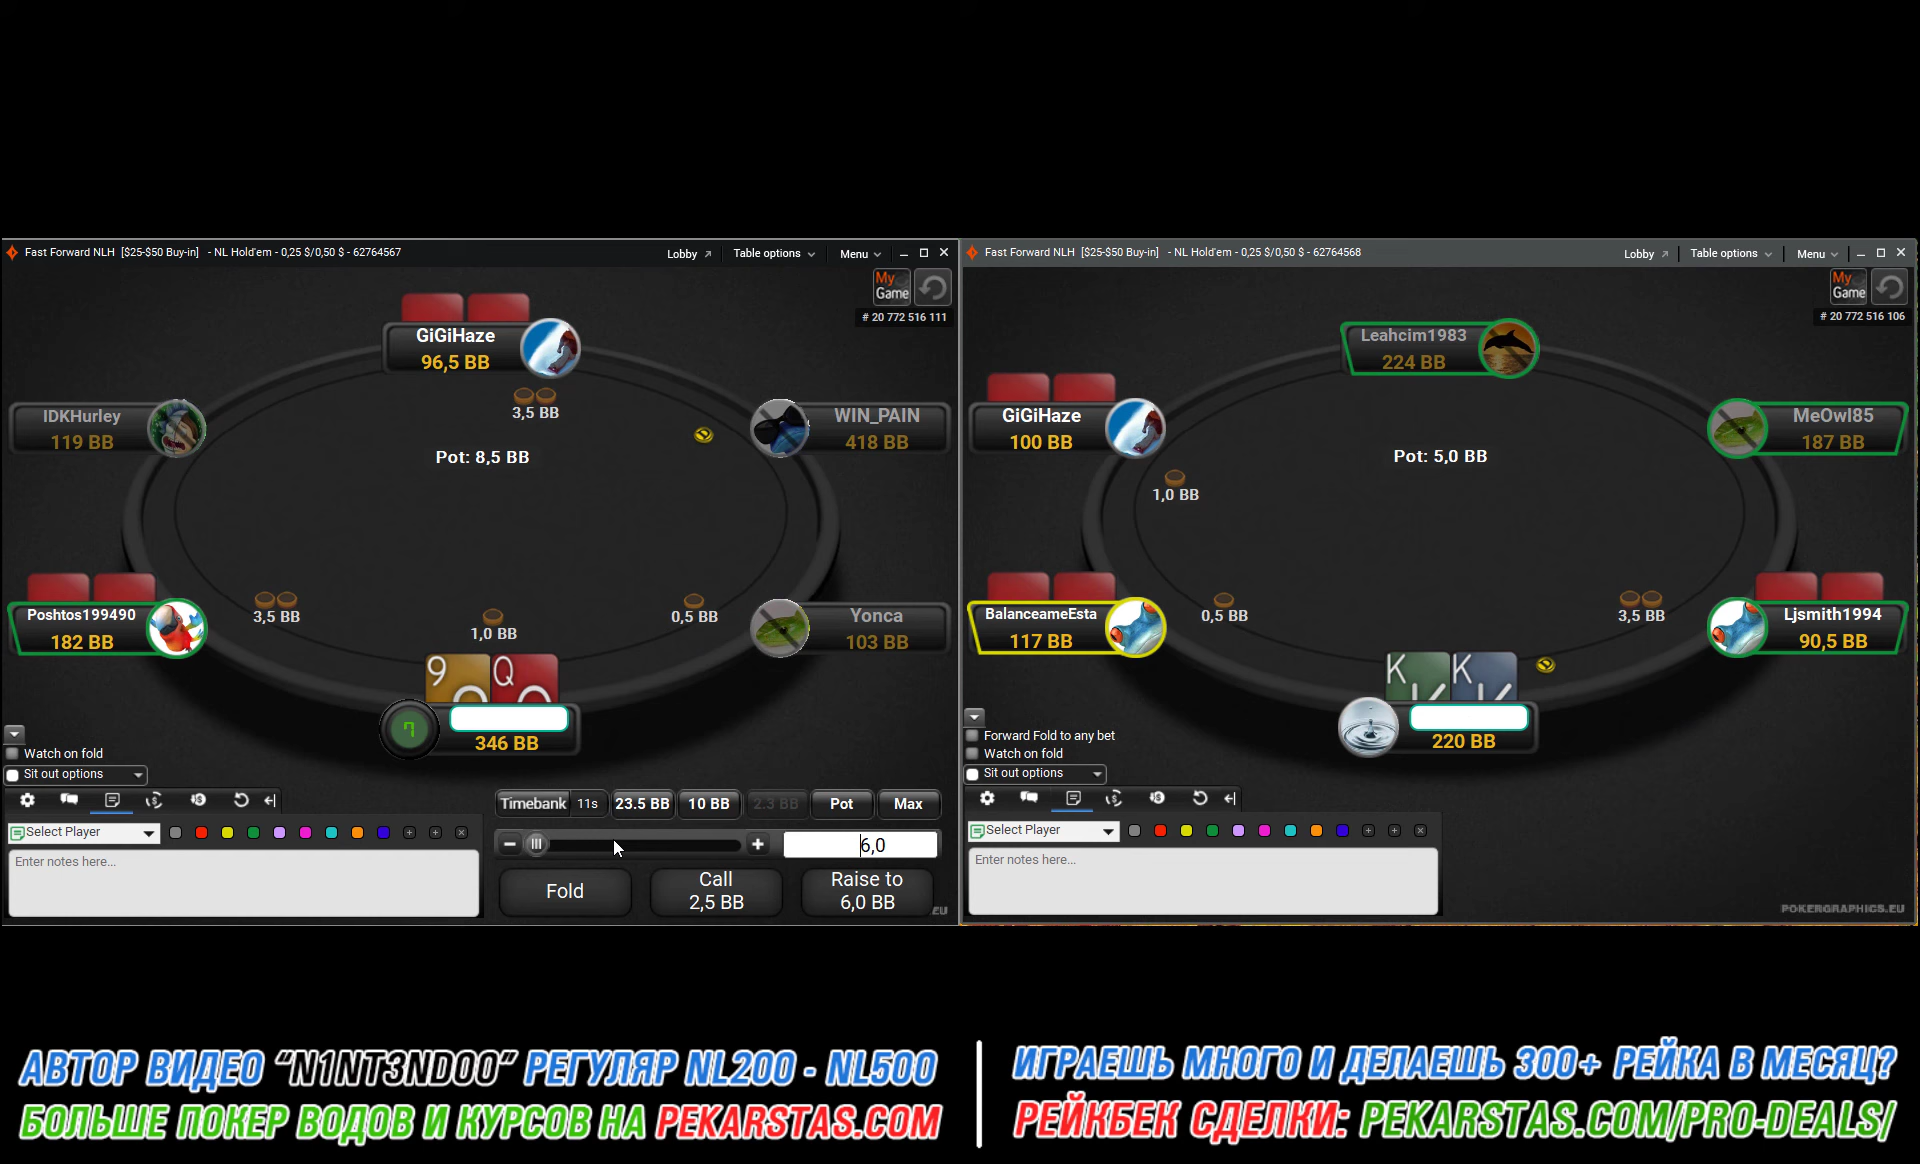 Fast Forward NLH [$25-$50 Buy-in] - NL Hold'em - 0,25 $/0,50 $ - 62764567
Lobby
Table options
Menu
My Game
# 20 772 516 111
GiGiHaze
96,5 BB
3,5 BB
IDKHurley
119 BB
WIN_PAIN
418 BB
D
Pot: 8,5 BB
Poshtos199490
182 BB
3,5 BB
1,0 BB
0,5 BB
Yonca
103 BB
9
Q
346 BB
Watch on fold
Sit out options
Select Player
Enter notes here...
Timebank 11s
23.5 BB
10 BB
2.3 BB
Pot
Max
6,0
Fold
Call
2,5 BB
Raise to
6,0 BB
EU
Fast Forward NLH [$25-$50 Buy-in] - NL Hold'em - 0,25 $/0,50 $ - 62764568
Lobby
Table options
Menu
My Game
# 20 772 516 106
Leahcim1983
224 BB
GiGiHaze
100 BB
1,0 BB
MeOwl85
187 BB
Pot: 5,0 BB
BalanceameEsta
117 BB
0,5 BB
3,5 BB
Ljsmith1994
90,5 BB
D
K
K
220 BB
Forward Fold to any bet
Watch on fold
Sit out options
Select Player
Enter notes here...
POKERGRAPHICS.EU
АВТОР ВИДЕО “N1NT3ND0O” РЕГУЛЯР NL200 - NL500
БОЛЬШЕ ПОКЕР ВОДОВ И КУРСОВ НА PEKARSTAS.COM
ИГРАЕШЬ МНОГО И ДЕЛАЕШЬ 300+ РЕЙКА В МЕСЯЦ?
РЕЙКБЕК СДЕЛКИ: PEKARSTAS.COM/PRO-DEALS/